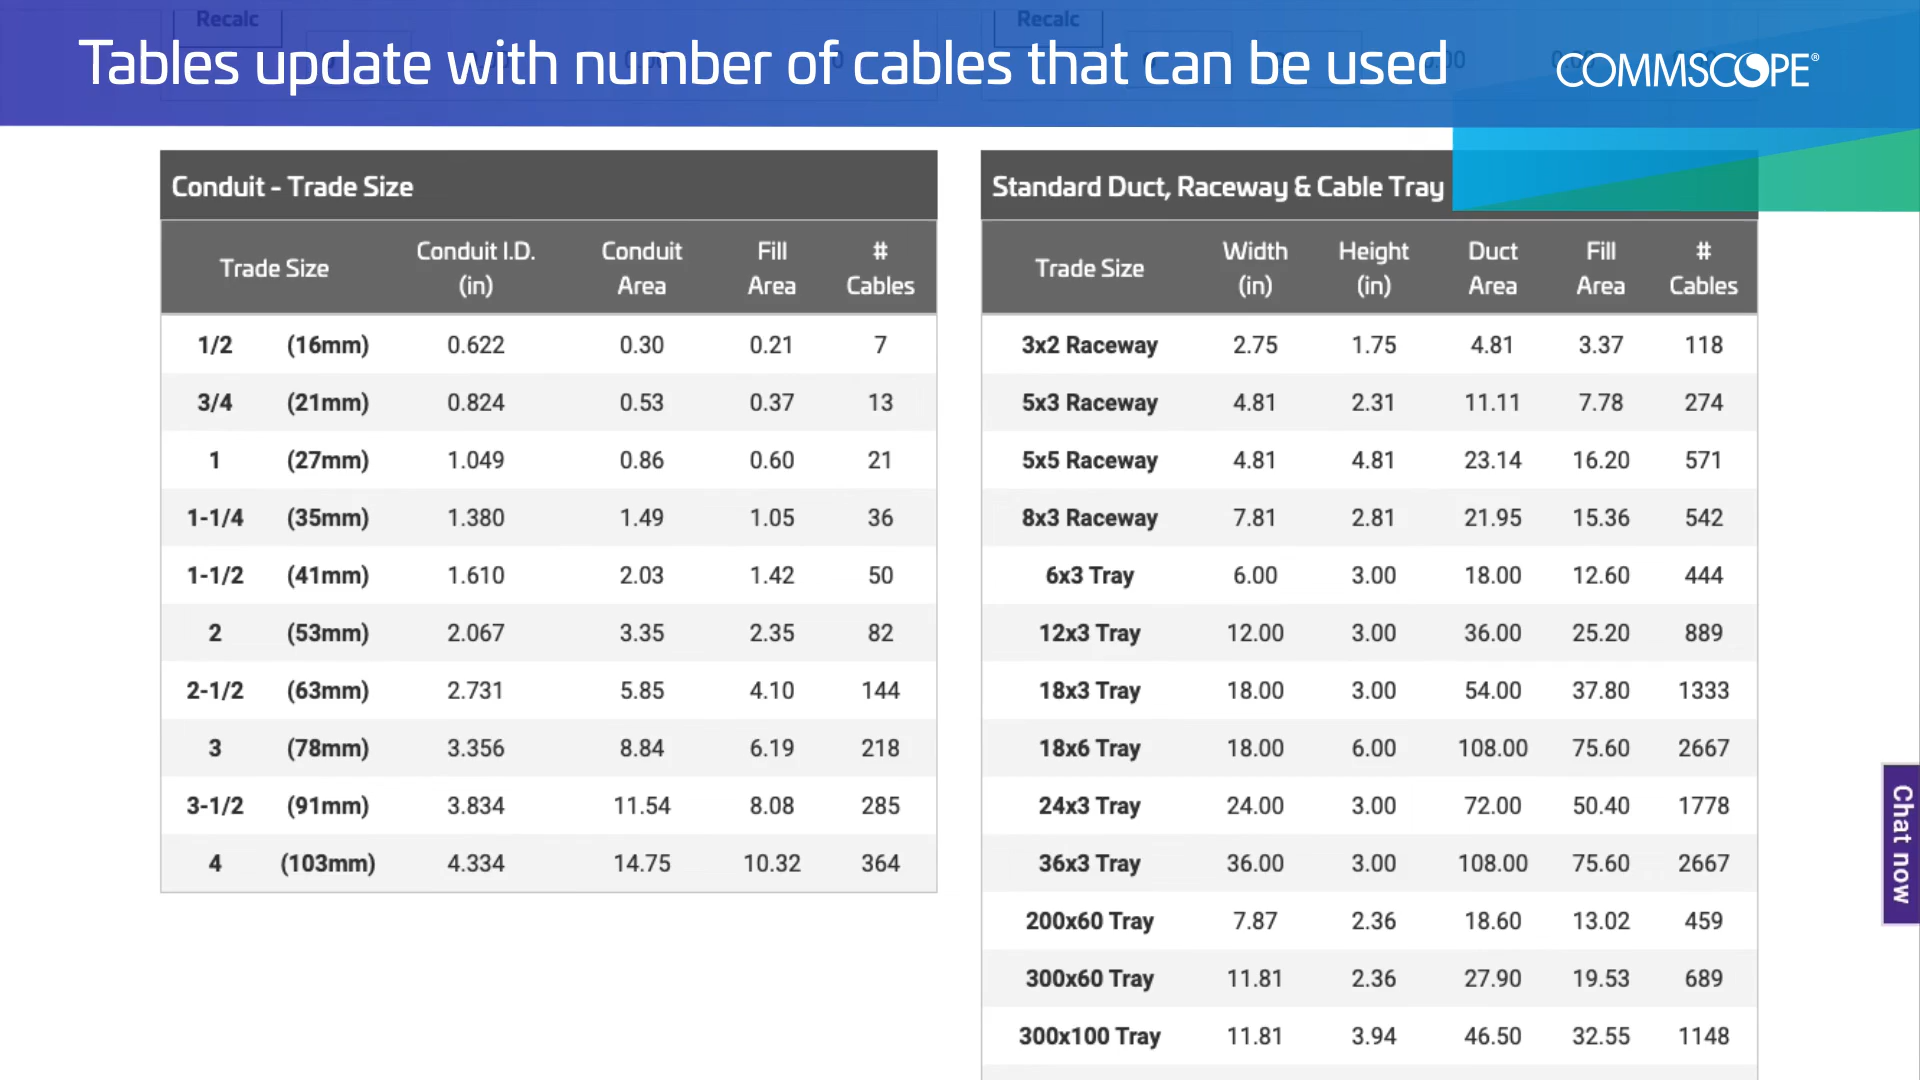 Recalc
Recalc
Tables update with number of cables that can be used
COMMSCOPE®
Conduit - Trade Size
Trade Size Conduit I.D. (in) Conduit Area Fill Area # Cables
1/2 (16mm) 0.622 0.30 0.21 7
3/4 (21mm) 0.824 0.53 0.37 13
1 (27mm) 1.049 0.86 0.60 21
1-1/4 (35mm) 1.380 1.49 1.05 36
1-1/2 (41mm) 1.610 2.03 1.42 50
2 (53mm) 2.067 3.35 2.35 82
2-1/2 (63mm) 2.731 5.85 4.10 144
3 (78mm) 3.356 8.84 6.19 218
3-1/2 (91mm) 3.834 11.54 8.08 285
4 (103mm) 4.334 14.75 10.32 364
Standard Duct, Raceway & Cable Tray
Trade Size Width (in) Height (in) Duct Area Fill Area # Cables
3x2 Raceway 2.75 1.75 4.81 3.37 118
5x3 Raceway 4.81 2.31 11.11 7.78 274
5x5 Raceway 4.81 4.81 23.14 16.20 571
8x3 Raceway 7.81 2.81 21.95 15.36 542
6x3 Tray 6.00 3.00 18.00 12.60 444
12x3 Tray 12.00 3.00 36.00 25.20 889
18x3 Tray 18.00 3.00 54.00 37.80 1333
18x6 Tray 18.00 6.00 108.00 75.60 2667
24x3 Tray 24.00 3.00 72.00 50.40 1778
36x3 Tray 36.00 3.00 108.00 75.60 2667
200x60 Tray 7.87 2.36 18.60 13.02 459
300x60 Tray 11.81 2.36 27.90 19.53 689
300x100 Tray 11.81 3.94 46.50 32.55 1148
Chat now